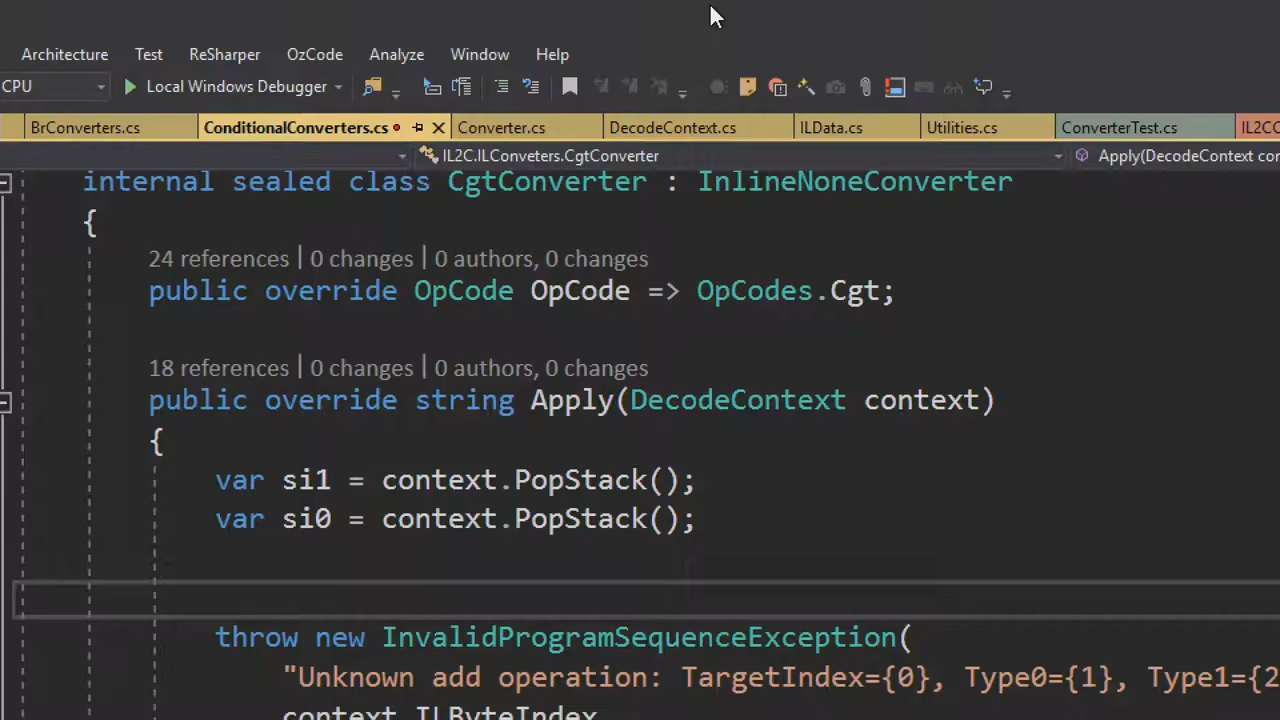 Architecture Test ReSharper OzCode Analyze Window Help
CPU Local Windows Debugger
BrConverters.cs ConditionalConverters.cs Converter.cs DecodeContext.cs ILData.cs Utilities.cs ConverterTest.cs IL2CC
IL2C.ILConveters.CgtConverter Apply(DecodeContext cor
internal sealed class CgtConverter : InlineNoneConverter
{
24 references | 0 changes | 0 authors, 0 changes
public override OpCode OpCode => OpCodes.Cgt;
18 references | 0 changes | 0 authors, 0 changes
public override string Apply(DecodeContext context)
{
var si1 = context.PopStack();
var si0 = context.PopStack();
throw new InvalidProgramSequenceException(
"Unknown add operation: TargetIndex={0}, Type0={1}, Type1={2
context.ILByteIndex